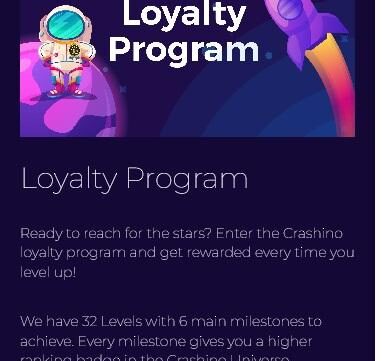 Loyalty
Program
Loyalty Program
Ready to reach for the stars? Enter the Crashino
loyalty program and get rewarded every time you
level up!
We have 32 Levels with 6 main milestones to
achieve. Every milestone gives you a higher
ranking badge in the Crashino Universe